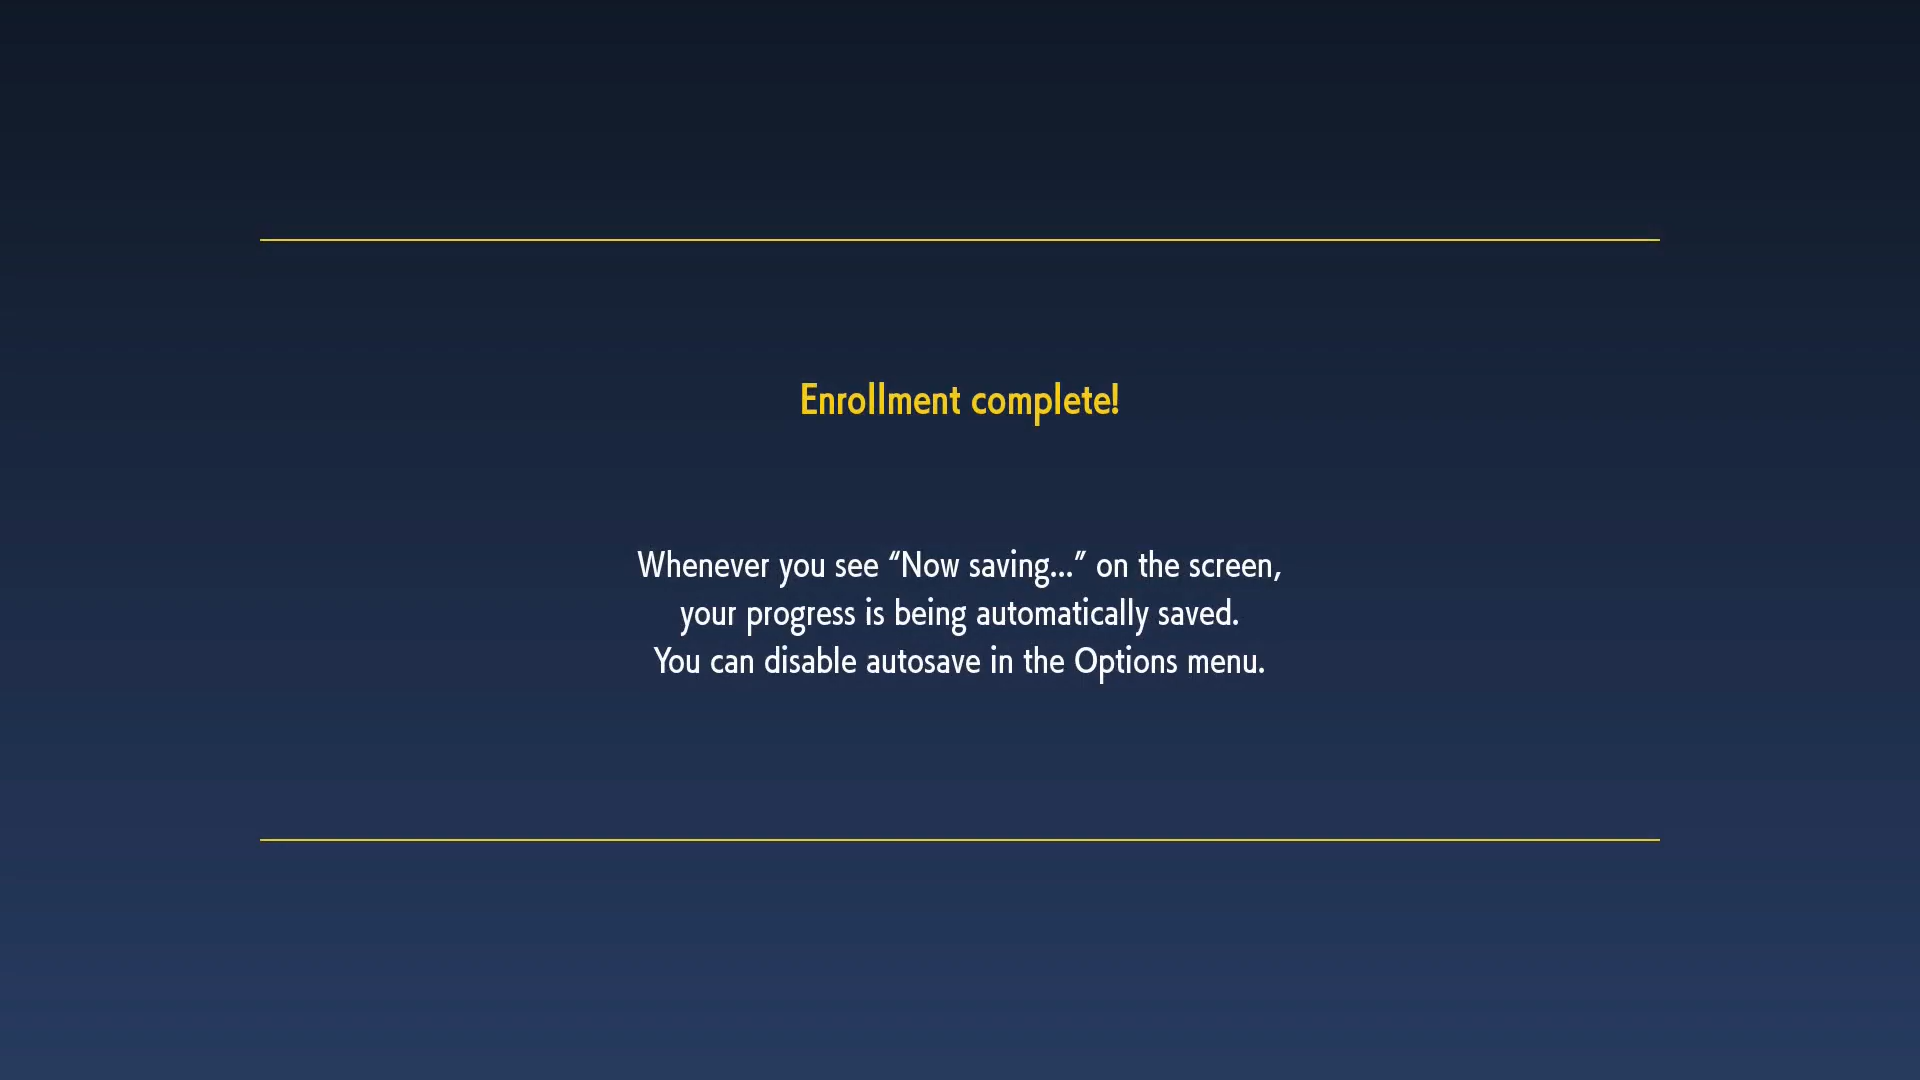 Enrollment complete!
Whenever you see “Now saving...” on the screen,
your progress is being automatically saved.
You can disable autosave in the Options menu.